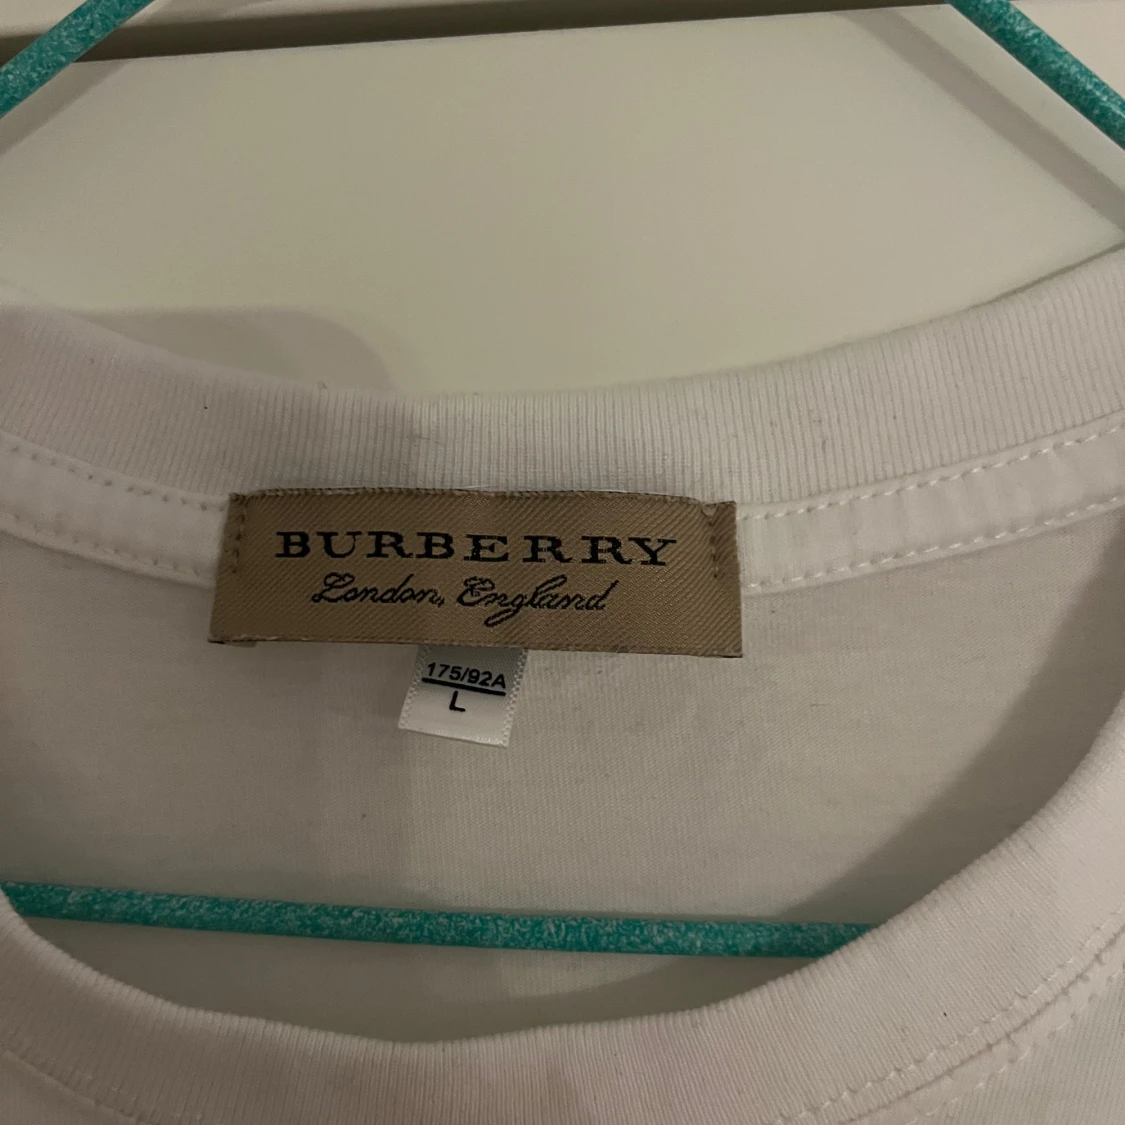 BURBERRY
London, England
175/92A
L